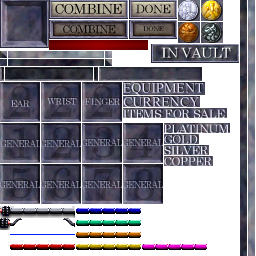 COMBINE DONE
COMBINE DONE
IN VAULT
EAR WRIST FINGER
EQUIPMENT
CURRENCY
ITEMS FOR SALE
GENERAL GENERAL GENERAL GENERAL
PLATINUM
GOLD
SILVER
COPPER
GENERAL GENERAL GENERAL GENERAL